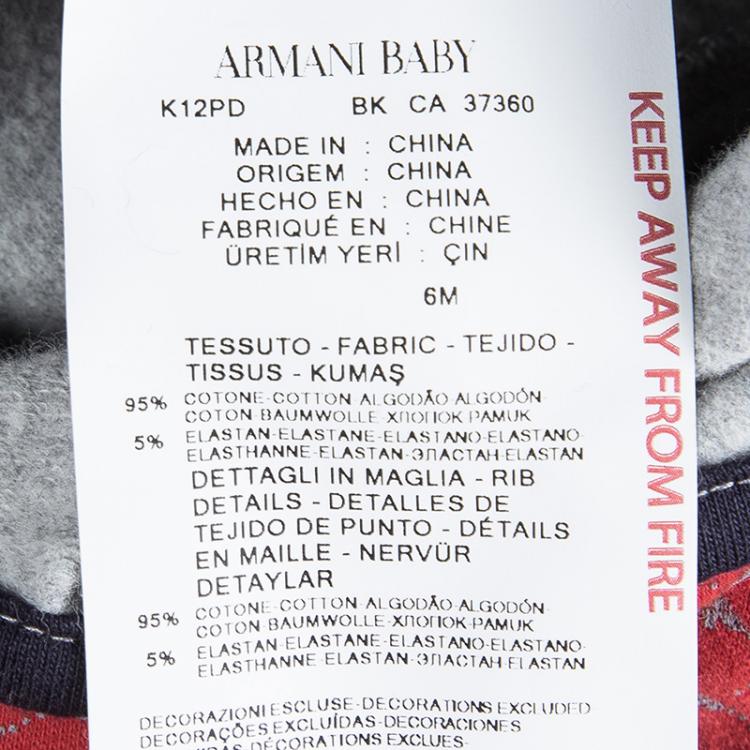 ARMANI BABY
K12PD BK CA 37360
MADE IN : CHINA
ORIGEM : CHINA
HECHO EN : CHINA
FABRIQUÉ EN : CHINE
ÜRETİM YERİ : ÇIN
6M
TESSUTO - FABRIC - TEJIDO -
TISSUS - KUMAŞ
95% COTONE-COTTON-ALGODÃO-ALGODÓN-
COTON-BAUMWOLLE-ХЛОПОК-PAMUK
5% ELASTAN-ELASTANE-ELASTANO-ELASTANO-
ELASTHANNE-ELASTAN-ЭЛАСТАН-ELASTAN
DETTAGLI IN MAGLIA - RIB
DETAILS - DETALLES DE
TEJIDO DE PUNTO - DÉTAILS
EN MAILLE - NERVÜR
DETAYLAR
95% COTONE-COTTON-ALGODÃO-ALGODÓN-
COTON-BAUMWOLLE-ХЛОПОК-PAMUK
5% ELASTAN-ELASTANE-ELASTANO-ELASTANO-
ELASTHANNE-ELASTAN-ЭЛАСТАН-ELASTAN
DECORAZIONI ESCLUSE-DECORATIONS EXCLUDED
DECORAÇÕES EXCLUÍDAS-DECORACIONES
-DÉCORATIONS EXCLUES-
KEEP AWAY FROM FIRE